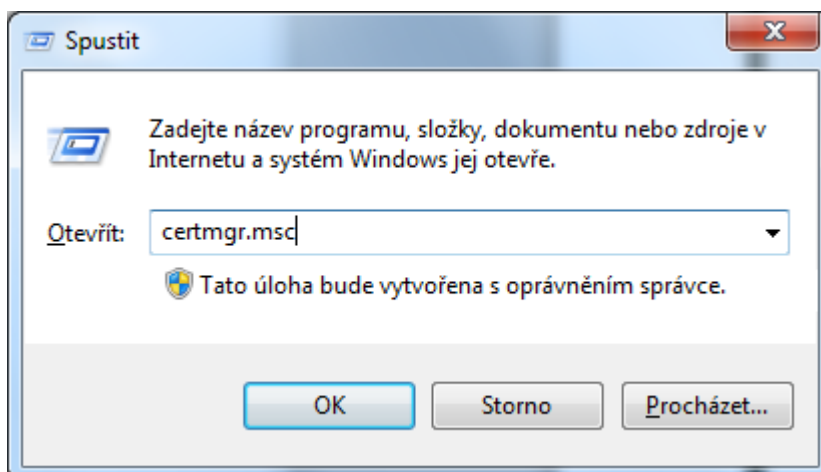 Spustit
Zadejte název programu, složky, dokumentu nebo zdroje v
Internetu a systém Windows jej otevře.
Otevřít: certmgr.msc
Tato úloha bude vytvořena s oprávněním správce.
OK Storno Procházet...